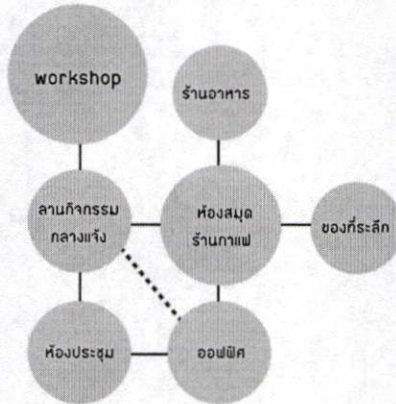 workshop
ร้านอาหาร
ลานกิจกรรม
กลางแจ้ง
ห้องสมุด
ร้านกาแฟ
ของที่ระลึก
ห้องประชุม
ออฟฟิศ